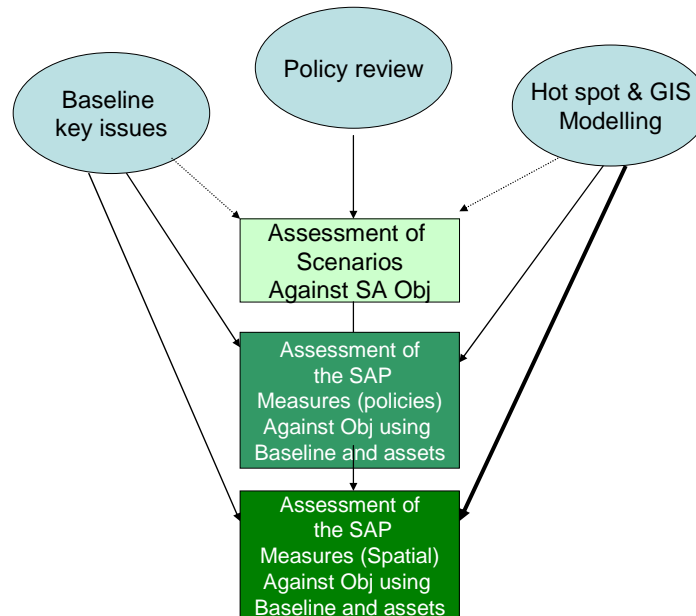 Policy review
Baseline
key issues
Hot spot & GIS
Modelling
Assessment of
Scenarios
Against SA Obj
Assessment of
the SAP
Measures (policies)
Against Obj using
Baseline and assets
Assessment of
the SAP
Measures (Spatial)
Against Obj using
Baseline and assets